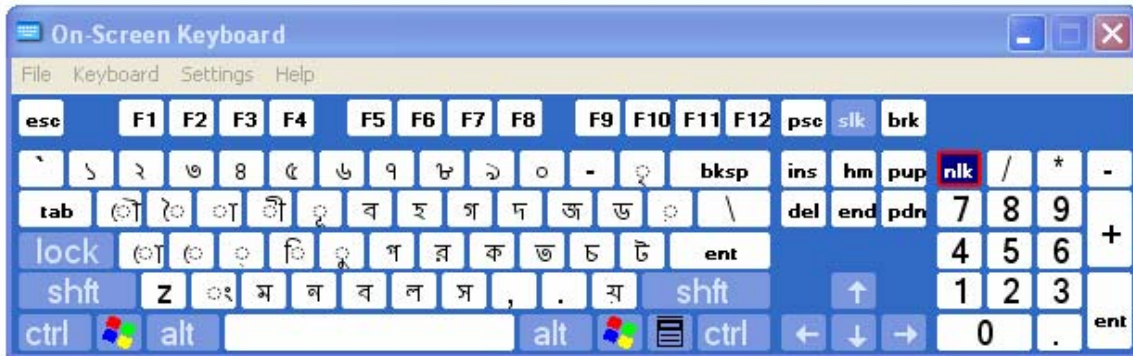 On-Screen Keyboard
File Keyboard Settings Help
esc F1 F2 F3 F4 F5 F6 F7 F8 F9 F10 F11 F12 psc slk brk
` ১ ২ ৩ ৪ ৫ ৬ ৭ ৮ ৯ ০ - ৃ bksp ins hm pup nlk / * -
tab ৌ ৈ া ী ূ ব হ গ দ জ ড ় \ del end pdn 7 8 9 +
lock ো ে ্ ি ু প র ক ত চ ট ent 4 5 6
shft z ং ম ন ব ল স , . য shft ↑ 1 2 3 ent
ctrl alt alt ctrl ← ↓ → 0 .